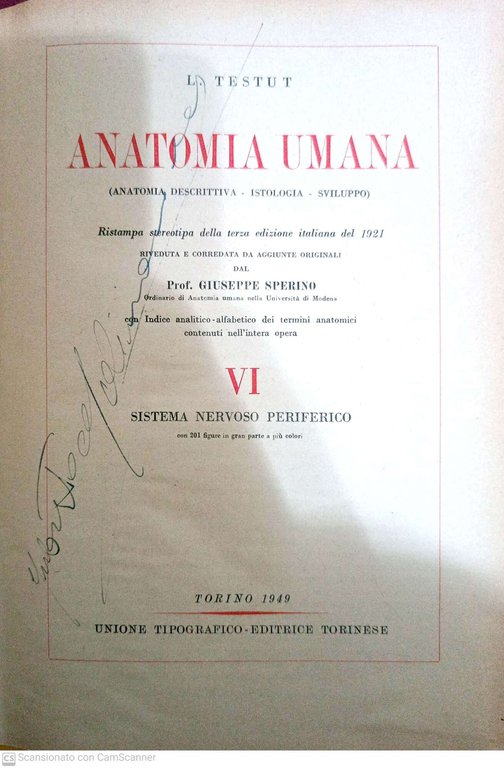 L. TESTUT
ANATOMIA UMANA
(ANATOMIA DESCRITTIVA - ISTOLOGIA - SVILUPPO)
Ristampa stereotipa della terza edizione italiana del 1921
RIVEDUTA E CORREDATA DA AGGIUNTE ORIGINALI
DAL
Prof. GIUSEPPE SPERINO
Ordinario di Anatomia umana nella Università di Modena
con Indice analitico-alfabetico dei termini anatomici
contenuti nell'intera opera
VI
SISTEMA NERVOSO PERIFERICO
con 201 figure in gran parte a più colori
TORINO 1949
UNIONE TIPOGRAFICO-EDITRICE TORINESE
CS Scansionato con CamScanner